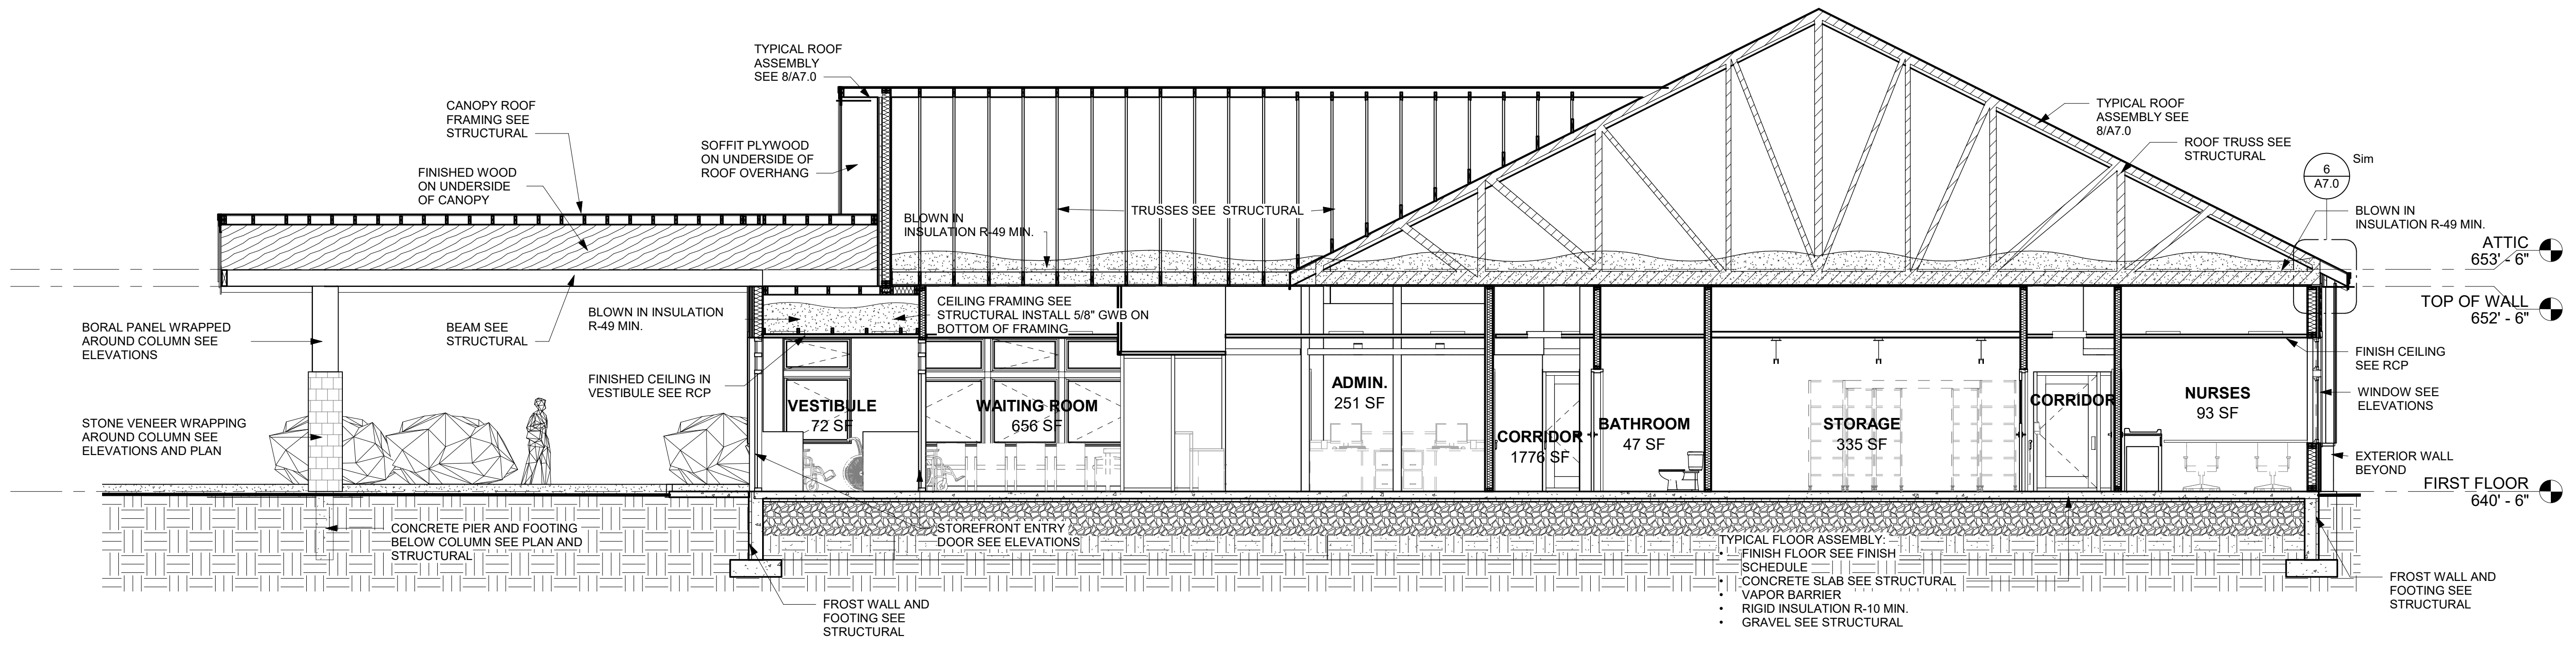 TYPICAL ROOF
ASSEMBLY
SEE 8/A7.0
CANOPY ROOF
FRAMING SEE
STRUCTURAL
FINISHED WOOD
ON UNDERSIDE
OF CANOPY
SOFFIT PLYWOOD
ON UNDERSIDE OF
ROOF OVERHANG
BLOWN IN
INSULATION R-49 MIN.
TRUSSES SEE STRUCTURAL
TYPICAL ROOF
ASSEMBLY SEE
8/A7.0
ROOF TRUSS SEE
STRUCTURAL
6
A7.0
Sim
BLOWN IN
INSULATION R-49 MIN.
ATTIC
653' - 6"
TOP OF WALL
652' - 6"
BORAL PANEL WRAPPED
AROUND COLUMN SEE
ELEVATIONS
BEAM SEE
STRUCTURAL
BLOWN IN INSULATION
R-49 MIN.
CEILING FRAMING SEE
STRUCTURAL INSTALL 5/8" GWB ON
BOTTOM OF FRAMING
FINISHED CEILING IN
VESTIBULE SEE RCP
FINISH CEILING
SEE RCP
WINDOW SEE
ELEVATIONS
STONE VENEER WRAPPING
AROUND COLUMN SEE
ELEVATIONS AND PLAN
VESTIBULE
72 SF
WAITING ROOM
656 SF
ADMIN.
251 SF
CORRIDOR
1776 SF
BATHROOM
47 SF
STORAGE
335 SF
CORRIDOR
NURSES
93 SF
EXTERIOR WALL
BEYOND
FIRST FLOOR
640' - 6"
CONCRETE PIER AND FOOTING
BELOW COLUMN SEE PLAN AND
STRUCTURAL
STOREFRONT ENTRY
DOOR SEE ELEVATIONS
TYPICAL FLOOR ASSEMBLY:
• FINISH FLOOR SEE FINISH
SCHEDULE
• CONCRETE SLAB SEE STRUCTURAL
• VAPOR BARRIER
• RIGID INSULATION R-10 MIN.
• GRAVEL SEE STRUCTURAL
FROST WALL AND
FOOTING SEE
STRUCTURAL
FROST WALL AND
FOOTING SEE
STRUCTURAL